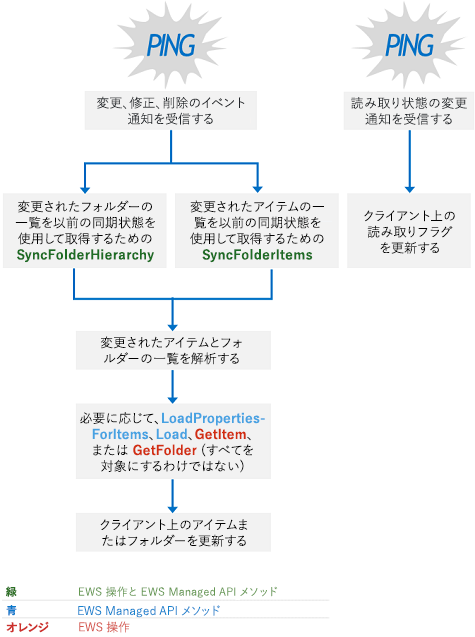 PING
変更、修正、削除のイベント
通知を受信する
変更されたフォルダーの
一覧を以前の同期状態を
使用して取得するための
SyncFolderHierarchy
変更されたアイテムの一
覧を以前の同期状態を
使用して取得するための
SyncFolderItems
変更されたアイテムとフォ
ルダーの一覧を解析する
必要に応じて、LoadProperties-
ForItems、Load、GetItem、
または GetFolder (すべてを
対象にするわけではない)
クライアント上のアイテムま
たはフォルダーを更新する
PING
読み取り状態の変更
通知を受信する
クライアント上の
読み取りフラグ
を更新する
緑 EWS 操作と EWS Managed API メソッド
青 EWS Managed API メソッド
オレンジ EWS 操作